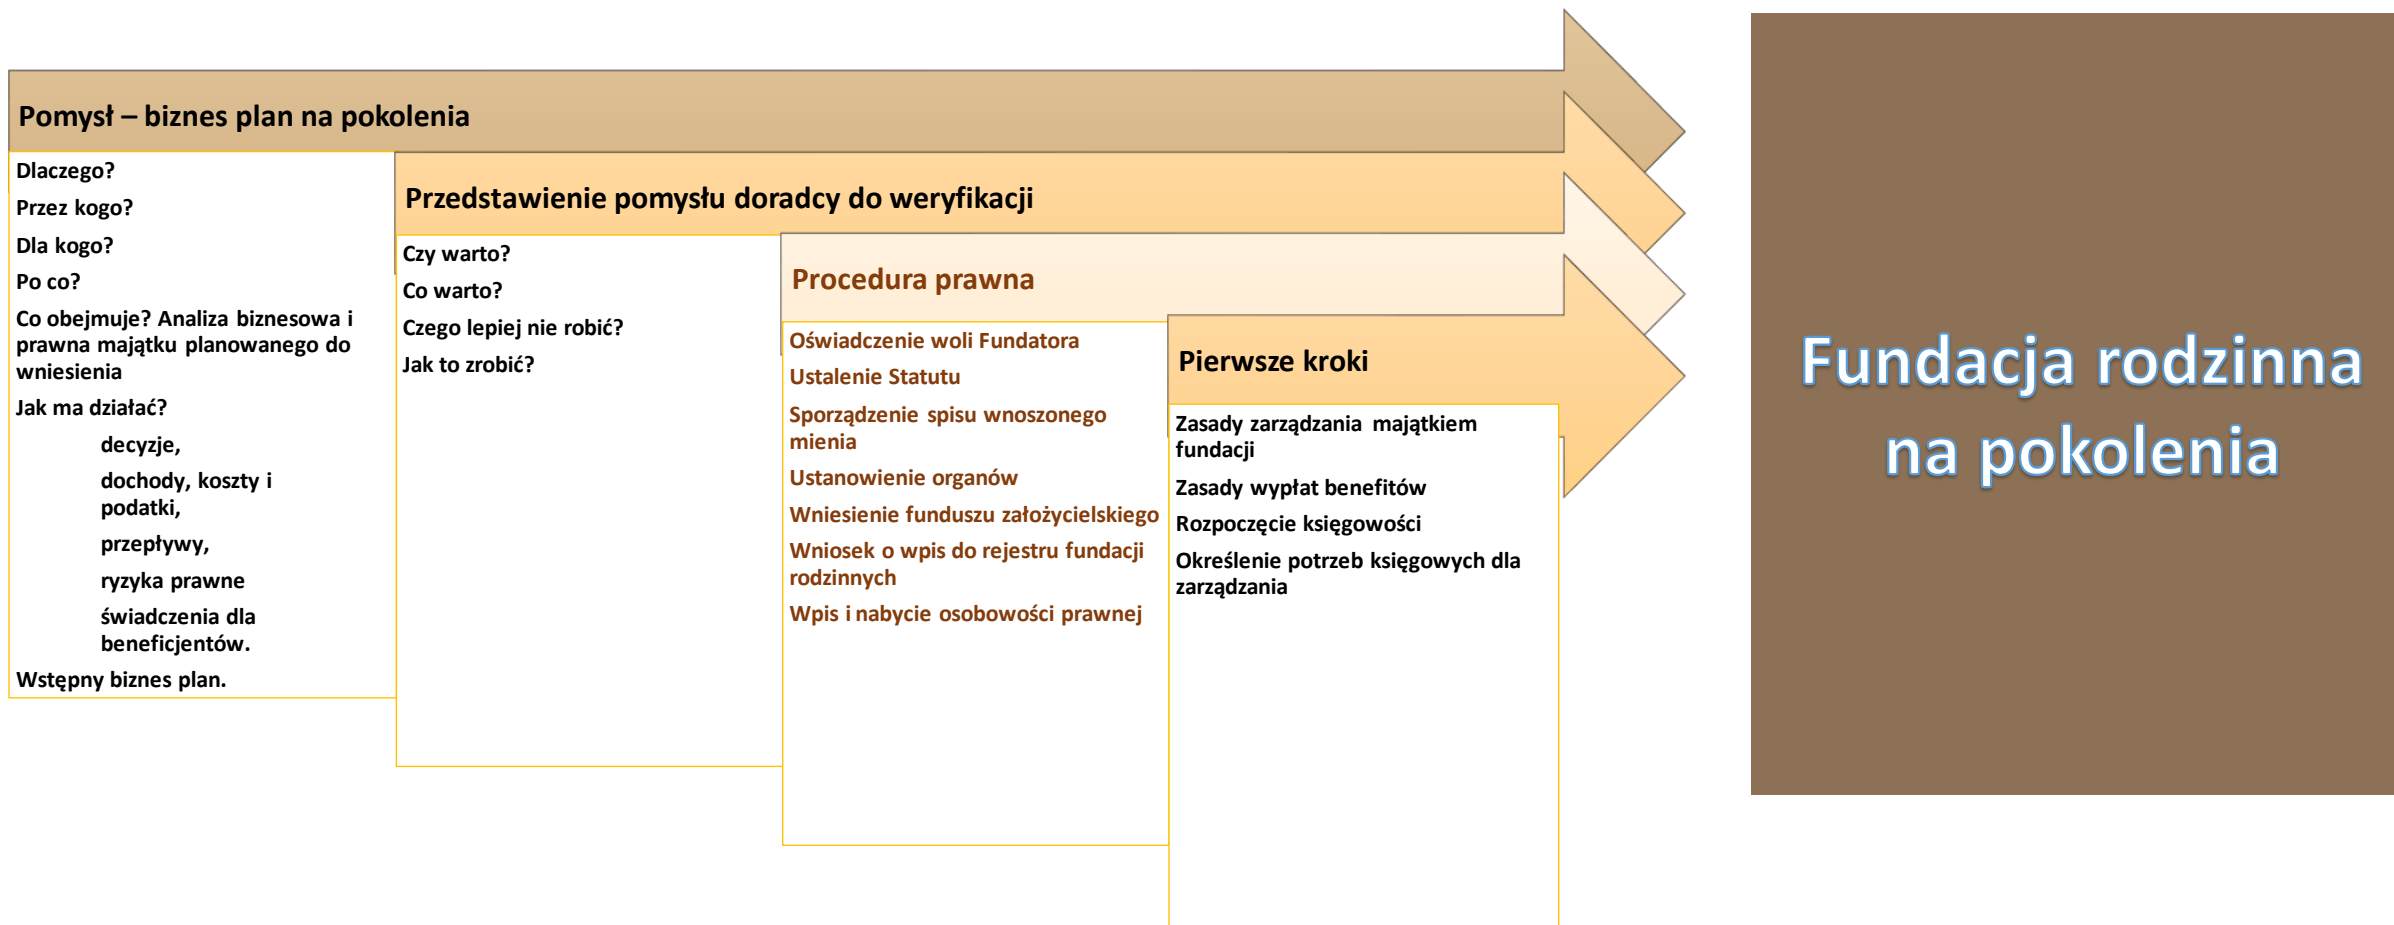 Pomysł – biznes plan na pokolenia
Dlaczego?
Przez kogo?
Dla kogo?
Po co?
Co obejmuje? Analiza biznesowa i
prawna majątku planowanego do
wniesienia
Jak ma działać?
decyzje,
dochody, koszty i
podatki,
przepływy,
ryzyka prawne
świadczenia dla
beneficjentów.
Wstępny biznes plan.
Przedstawienie pomysłu doradcy do weryfikacji
Czy warto?
Co warto?
Czego lepiej nie robić?
Jak to zrobić?
Procedura prawna
Oświadczenie woli Fundatora
Ustalenie Statutu
Sporządzenie spisu wnoszonego
mienia
Ustanowienie organów
Wniesienie funduszu założycielskiego
Wniosek o wpis do rejestru fundacji
rodzinnych
Wpis i nabycie osobowości prawnej
Pierwsze kroki
Zasady zarządzania majątkiem
fundacji
Zasady wypłat benefitów
Rozpoczęcie księgowości
Określenie potrzeb księgowych dla
zarządzania
Fundacja rodzinna
na pokolenia